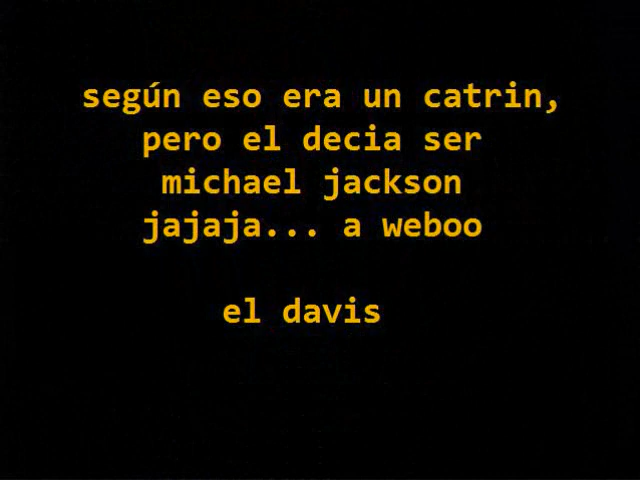 según eso era un catrin,
pero el decia ser
michael jackson
jajaja... a weboo
el davis